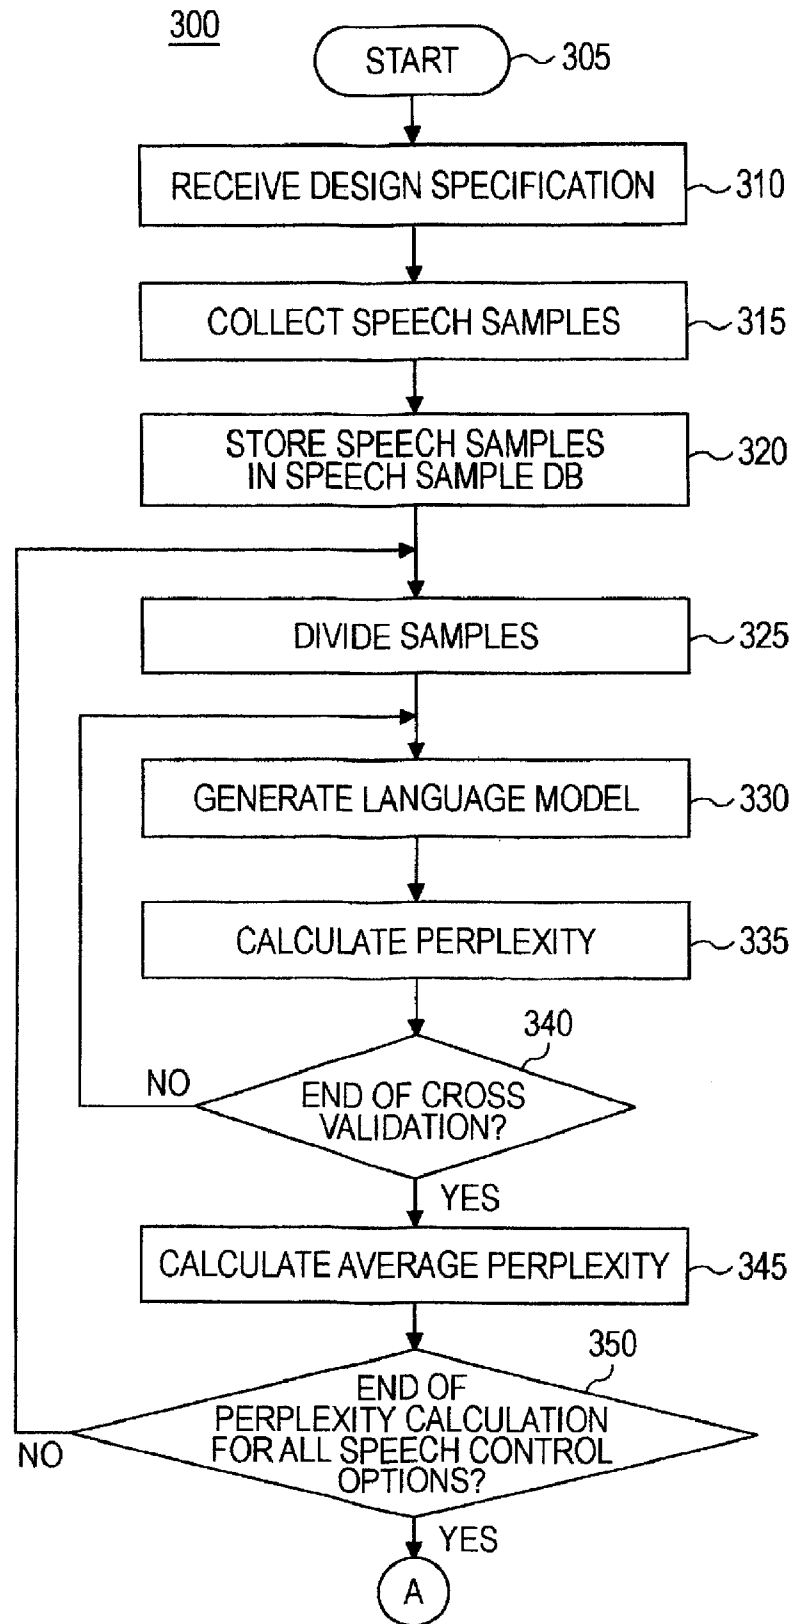 300
START
305
RECEIVE DESIGN SPECIFICATION
310
COLLECT SPEECH SAMPLES
315
STORE SPEECH SAMPLES
IN SPEECH SAMPLE DB
320
DIVIDE SAMPLES
325
GENERATE LANGUAGE MODEL
330
CALCULATE PERPLEXITY
335
340
NO
END OF CROSS
VALIDATION?
YES
CALCULATE AVERAGE PERPLEXITY
345
350
END OF
PERPLEXITY CALCULATION
FOR ALL SPEECH CONTROL
OPTIONS?
NO
YES
A